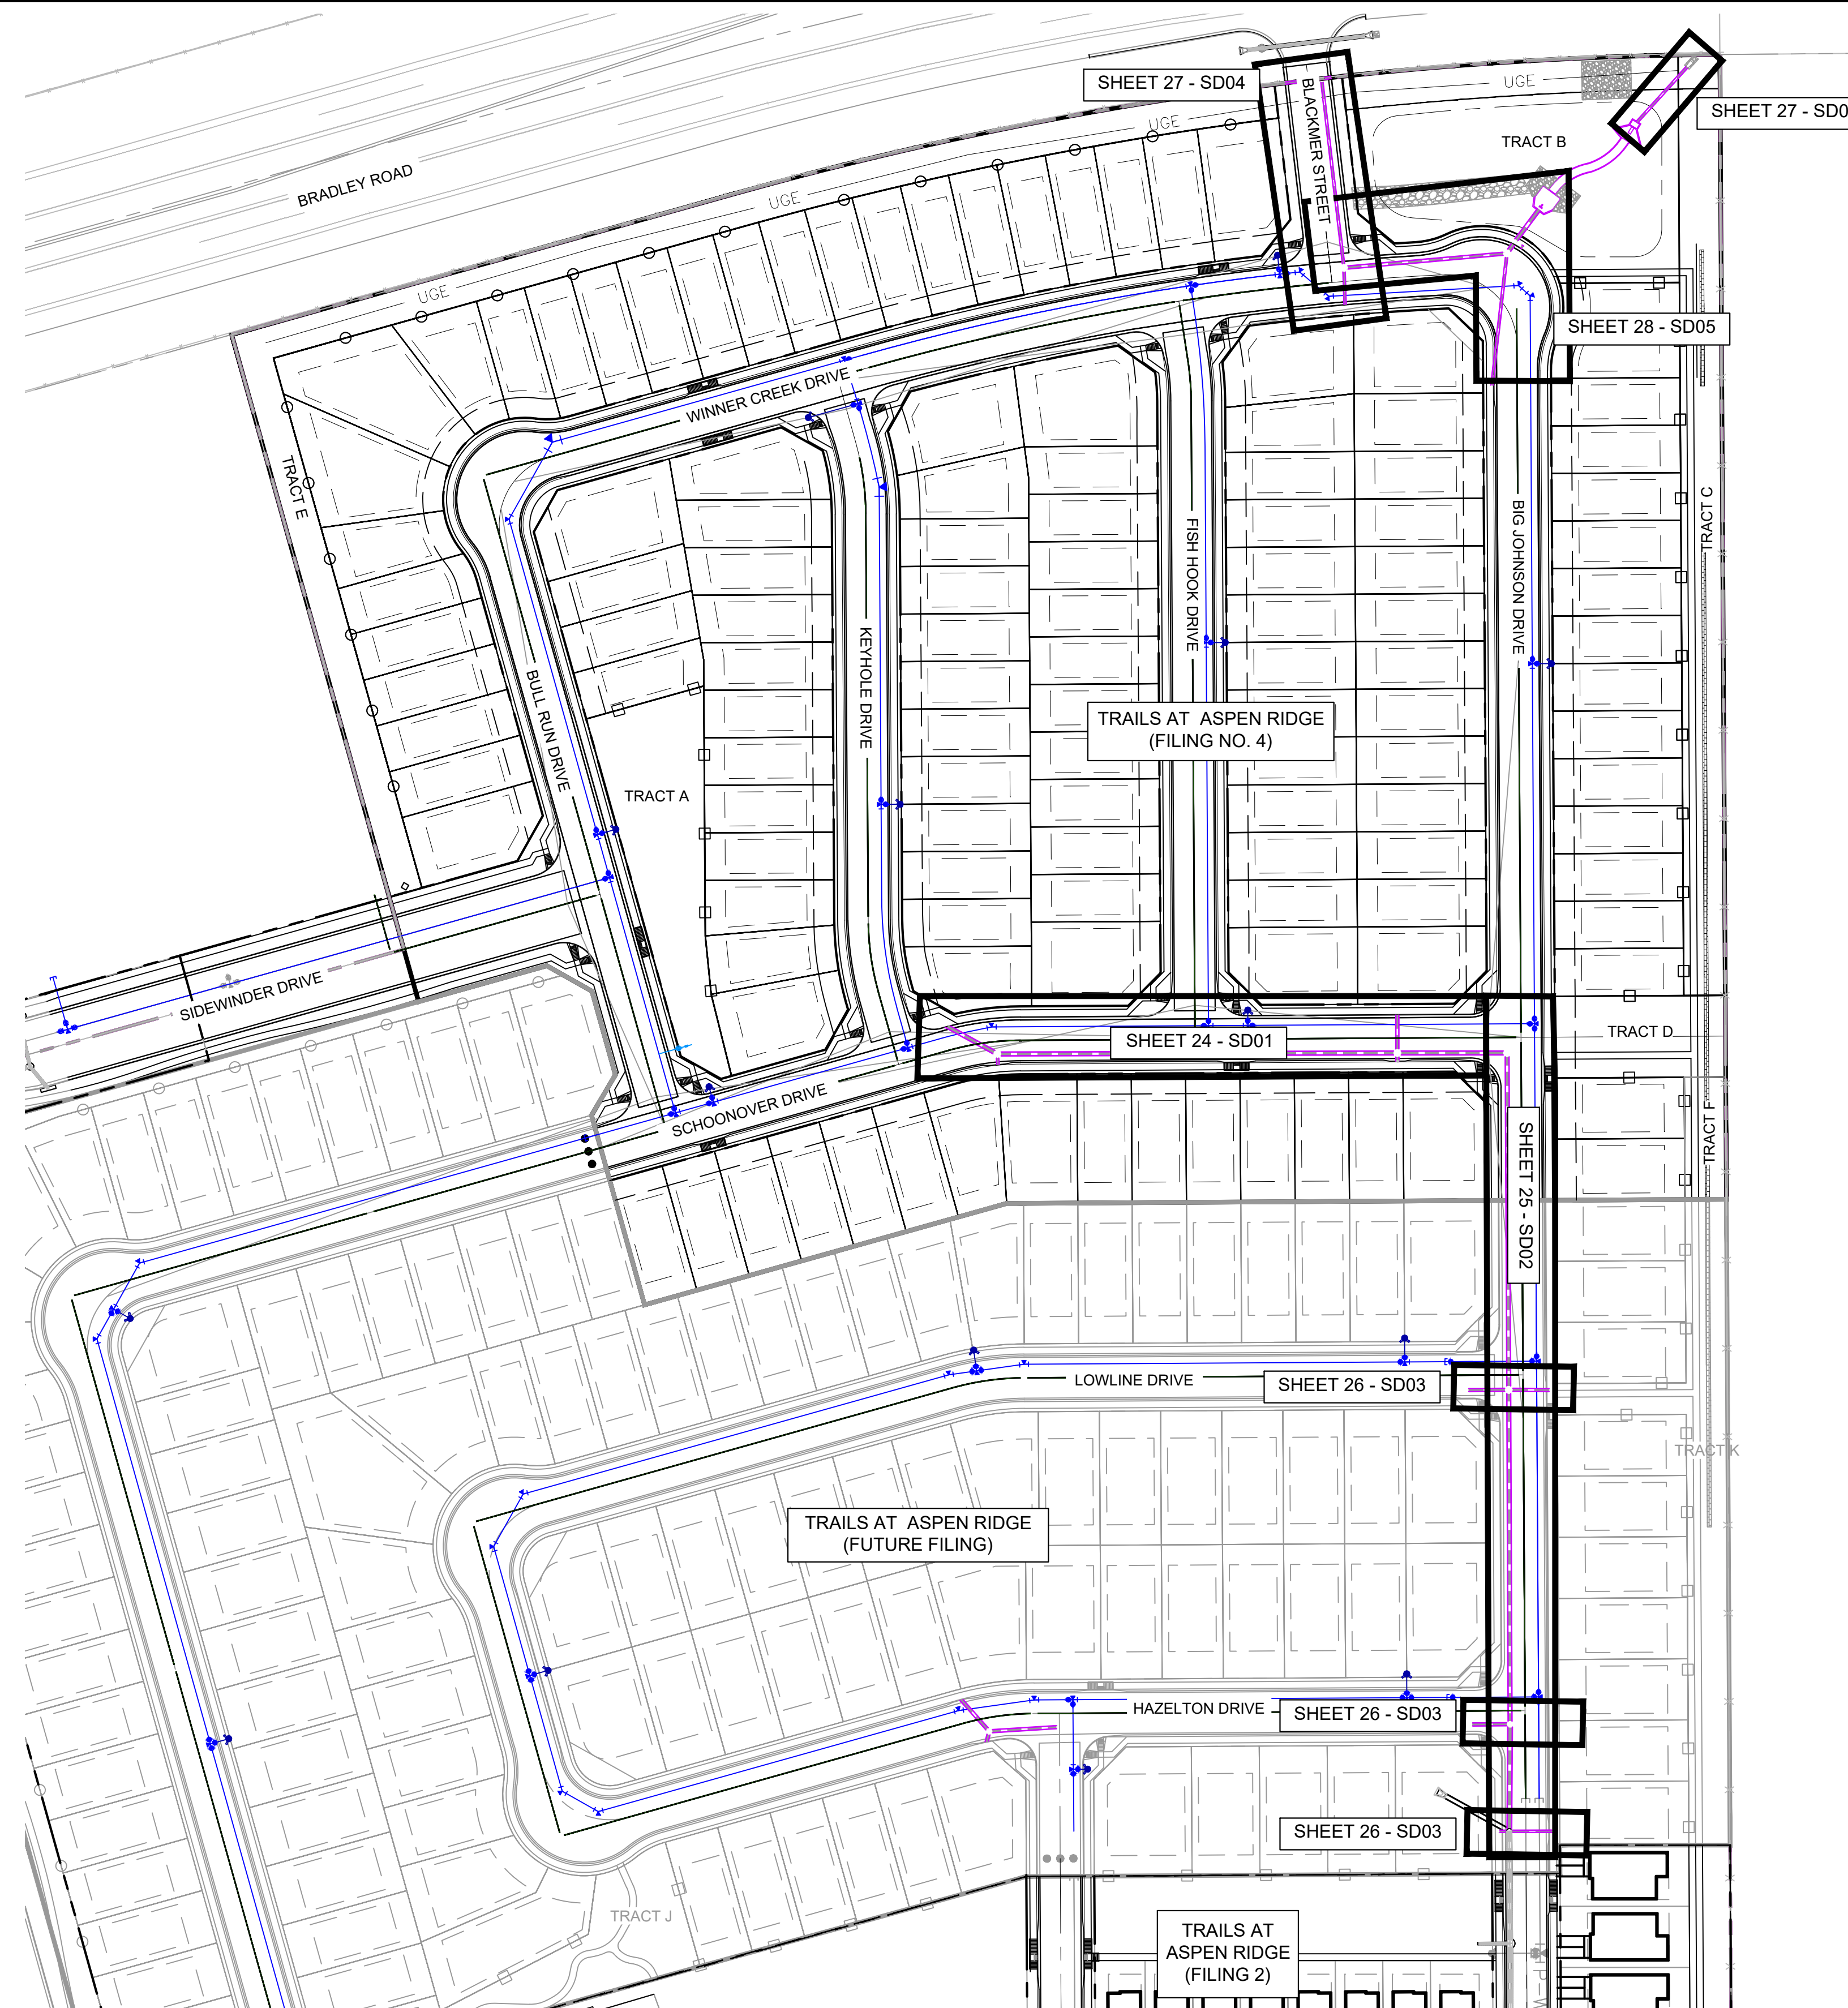 SHEET 27 - SD04
BLACKMER STREET
UGE
SHEET 27 - SD0
TRACT B
UGE
BRADLEY ROAD
UGE
UGE
SHEET 28 - SD05
WINNER CREEK DRIVE
TRACT E
TRACT C
BIG JOHNSON DRIVE
FISH HOOK DRIVE
KEYHOLE DRIVE
BULL RUN DRIVE
TRAILS AT ASPEN RIDGE
(FILING NO. 4)
TRACT A
SIDEWINDER DRIVE
SHEET 24 - SD01
TRACT D
SCHOONOVER DRIVE
TRACT F
SHEET 25 - SD02
LOWLINE DRIVE
SHEET 26 - SD03
TRACT K
TRAILS AT ASPEN RIDGE
(FUTURE FILING)
HAZELTON DRIVE
SHEET 26 - SD03
SHEET 26 - SD03
TRACT J
TRAILS AT
ASPEN RIDGE
(FILING 2)